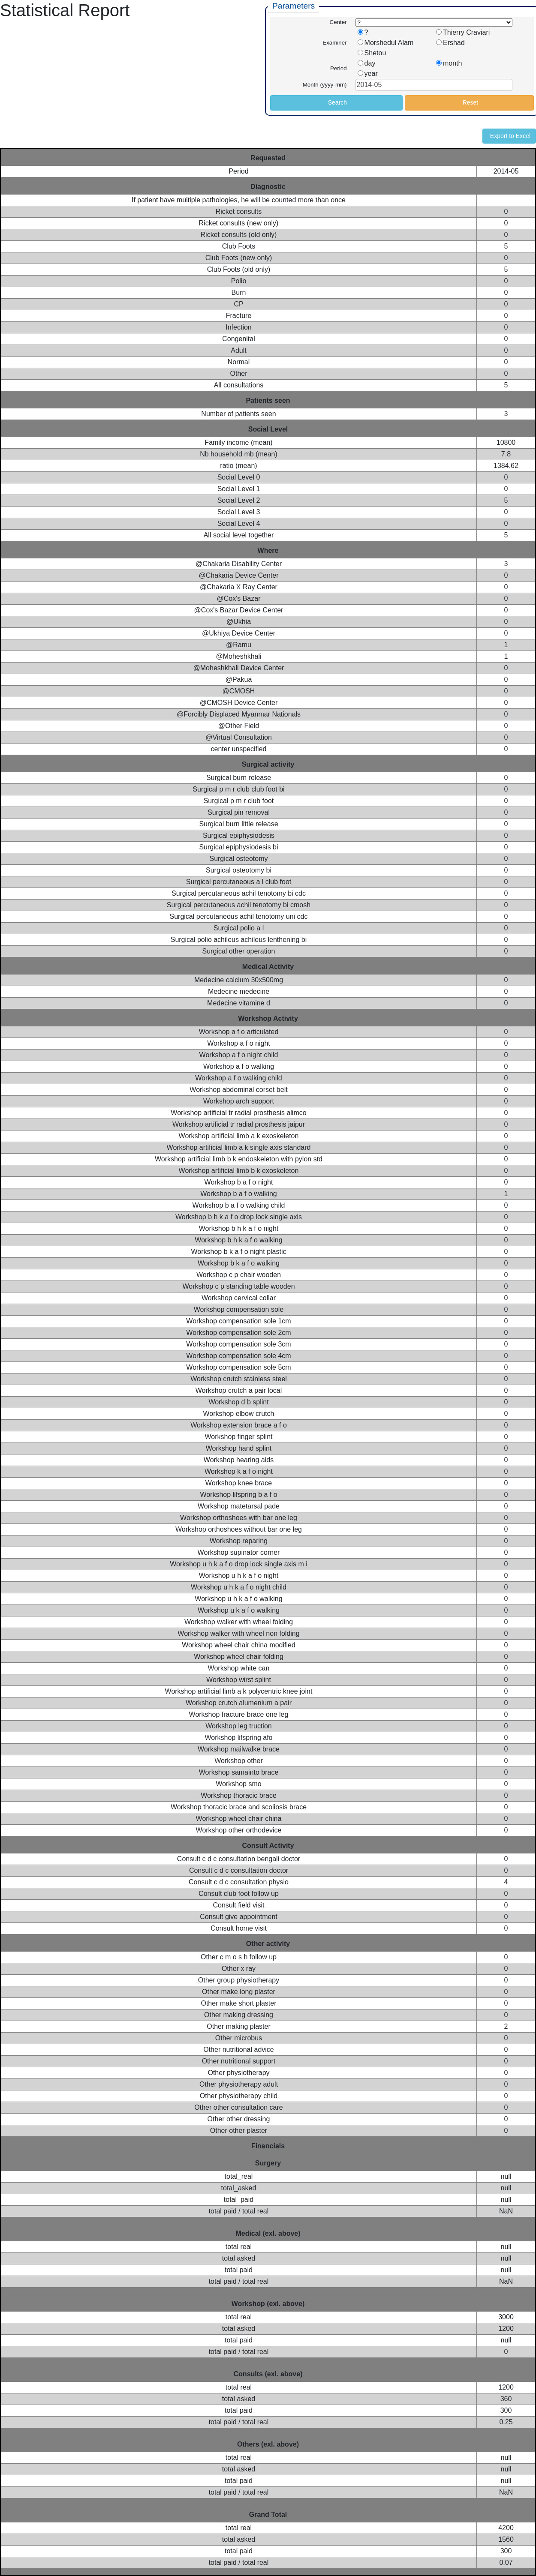 Statistical Report
Parameters
Center ?
Examiner ? Thierry Craviari
Morshedul Alam Ershad
Shetou
Period day month
year
Month (yyyy-mm) 2014-05
Search Reset
Export to Excel
Requested
Period 2014-05
Diagnostic
If patient have multiple pathologies, he will be counted more than once
Ricket consults 0
Ricket consults (new only) 0
Ricket consults (old only) 0
Club Foots 5
Club Foots (new only) 0
Club Foots (old only) 5
Polio 0
Burn 0
CP 0
Fracture 0
Infection 0
Congenital 0
Adult 0
Normal 0
Other 0
All consultations 5
Patients seen
Number of patients seen 3
Social Level
Family income (mean) 10800
Nb household mb (mean) 7.8
ratio (mean) 1384.62
Social Level 0 0
Social Level 1 0
Social Level 2 5
Social Level 3 0
Social Level 4 0
All social level together 5
Where
@Chakaria Disability Center 3
@Chakaria Device Center 0
@Chakaria X Ray Center 0
@Cox's Bazar 0
@Cox's Bazar Device Center 0
@Ukhia 0
@Ukhiya Device Center 0
@Ramu 1
@Moheshkhali 1
@Moheshkhali Device Center 0
@Pakua 0
@CMOSH 0
@CMOSH Device Center 0
@Forcibly Displaced Myanmar Nationals 0
@Other Field 0
@Virtual Consultation 0
center unspecified 0
Surgical activity
Surgical burn release 0
Surgical p m r club club foot bi 0
Surgical p m r club foot 0
Surgical pin removal 0
Surgical burn little release 0
Surgical epiphysiodesis 0
Surgical epiphysiodesis bi 0
Surgical osteotomy 0
Surgical osteotomy bi 0
Surgical percutaneous a l club foot 0
Surgical percutaneous achil tenotomy bi cdc 0
Surgical percutaneous achil tenotomy bi cmosh 0
Surgical percutaneous achil tenotomy uni cdc 0
Surgical polio a l 0
Surgical polio achileus achileus lenthening bi 0
Surgical other operation 0
Medical Activity
Medecine calcium 30x500mg 0
Medecine medecine 0
Medecine vitamine d 0
Workshop Activity
Workshop a f o articulated 0
Workshop a f o night 0
Workshop a f o night child 0
Workshop a f o walking 0
Workshop a f o walking child 0
Workshop abdominal corset belt 0
Workshop arch support 0
Workshop artificial tr radial prosthesis alimco 0
Workshop artificial tr radial prosthesis jaipur 0
Workshop artificial limb a k exoskeleton 0
Workshop artificial limb a k single axis standard 0
Workshop artificial limb b k endoskeleton with pylon std 0
Workshop artificial limb b k exoskeleton 0
Workshop b a f o night 0
Workshop b a f o walking 1
Workshop b a f o walking child 0
Workshop b h k a f o drop lock single axis 0
Workshop b h k a f o night 0
Workshop b h k a f o walking 0
Workshop b k a f o night plastic 0
Workshop b k a f o walking 0
Workshop c p chair wooden 0
Workshop c p standing table wooden 0
Workshop cervical collar 0
Workshop compensation sole 0
Workshop compensation sole 1cm 0
Workshop compensation sole 2cm 0
Workshop compensation sole 3cm 0
Workshop compensation sole 4cm 0
Workshop compensation sole 5cm 0
Workshop crutch stainless steel 0
Workshop crutch a pair local 0
Workshop d b splint 0
Workshop elbow crutch 0
Workshop extension brace a f o 0
Workshop finger splint 0
Workshop hand splint 0
Workshop hearing aids 0
Workshop k a f o night 0
Workshop knee brace 0
Workshop lifspring b a f o 0
Workshop matetarsal pade 0
Workshop orthoshoes with bar one leg 0
Workshop orthoshoes without bar one leg 0
Workshop reparing 0
Workshop supinator corner 0
Workshop u h k a f o drop lock single axis m i 0
Workshop u h k a f o night 0
Workshop u h k a f o night child 0
Workshop u h k a f o walking 0
Workshop u k a f o walking 0
Workshop walker with wheel folding 0
Workshop walker with wheel non folding 0
Workshop wheel chair china modified 0
Workshop wheel chair folding 0
Workshop white can 0
Workshop wirst splint 0
Workshop artificial limb a k polycentric knee joint 0
Workshop crutch alumenium a pair 0
Workshop fracture brace one leg 0
Workshop leg truction 0
Workshop lifspring afo 0
Workshop mailwalke brace 0
Workshop other 0
Workshop samainto brace 0
Workshop smo 0
Workshop thoracic brace 0
Workshop thoracic brace and scoliosis brace 0
Workshop wheel chair china 0
Workshop other orthodevice 0
Consult Activity
Consult c d c consultation bengali doctor 0
Consult c d c consultation doctor 0
Consult c d c consultation physio 4
Consult club foot follow up 0
Consult field visit 0
Consult give appointment 0
Consult home visit 0
Other activity
Other c m o s h follow up 0
Other x ray 0
Other group physiotherapy 0
Other make long plaster 0
Other make short plaster 0
Other making dressing 0
Other making plaster 2
Other microbus 0
Other nutritional advice 0
Other nutritional support 0
Other physiotherapy 0
Other physiotherapy adult 0
Other physiotherapy child 0
Other other consultation care 0
Other other dressing 0
Other other plaster 0
Financials
Surgery
total_real null
total_asked null
total_paid null
total paid / total real NaN
Medical (exl. above)
total real null
total asked null
total paid null
total paid / total real NaN
Workshop (exl. above)
total real 3000
total asked 1200
total paid null
total paid / total real 0
Consults (exl. above)
total real 1200
total asked 360
total paid 300
total paid / total real 0.25
Others (exl. above)
total real null
total asked null
total paid null
total paid / total real NaN
Grand Total
total real 4200
total asked 1560
total paid 300
total paid / total real 0.07